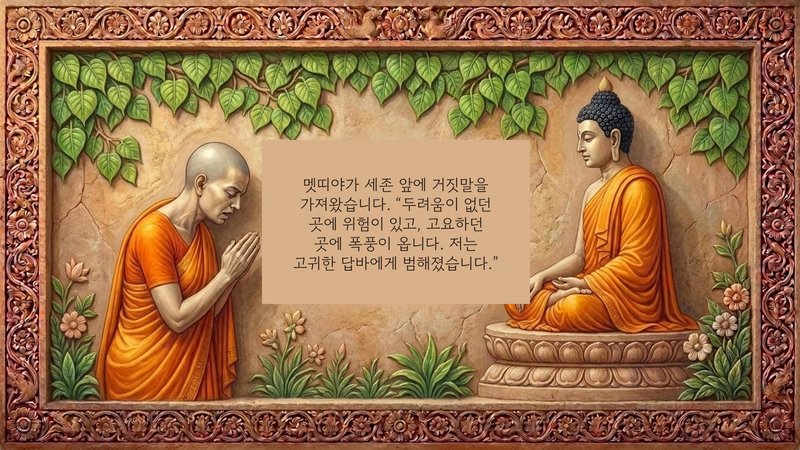 멧띠야가 세존 앞에 거짓말을
가져왔습니다. “두려움이 없던
곳에 위험이 있고, 고요하던
곳에 폭풍이 옵니다. 저는
고귀한 답바에게 범해졌습니다.”